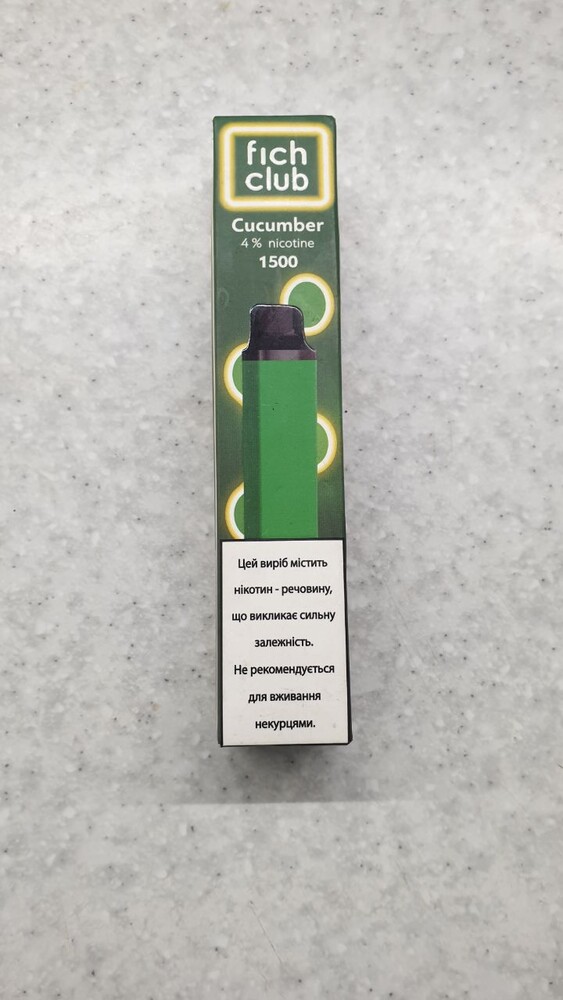 fich
club
Cucumber
4 % nicotine
1500
Цей виріб містить
нікотин - речовину,
що викликає сильну
залежність.
Не рекомендується
для вживання
некурцями.